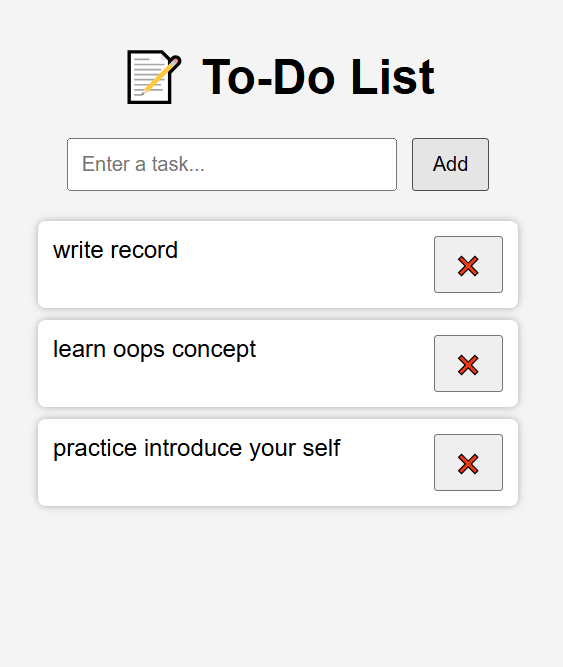 📝 To-Do List
Enter a task...
Add
write record
❌
learn oops concept
❌
practice introduce your self
❌